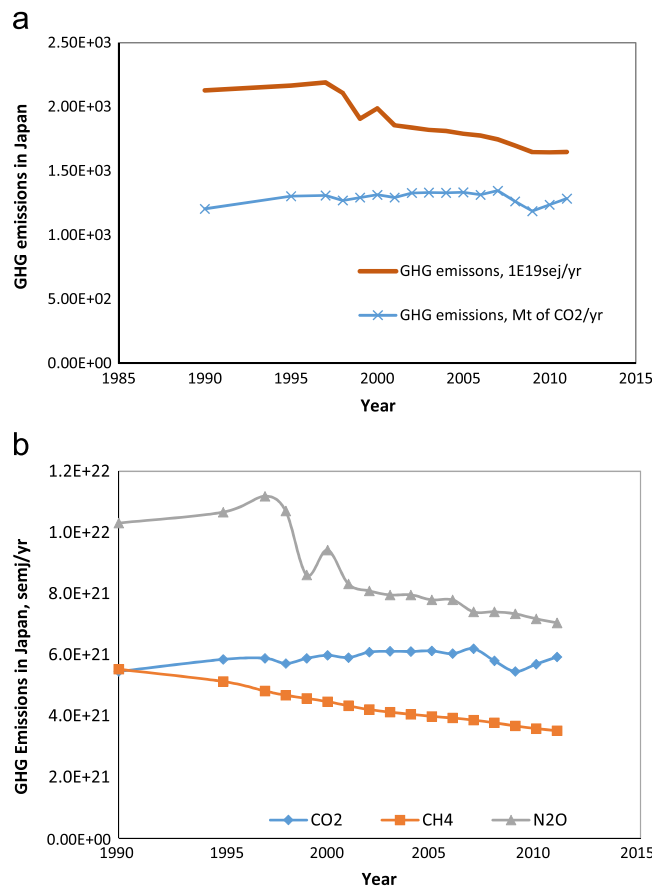 a
2.50E+03
2.00E+03
1.50E+03
1.00E+03
5.00E+02
0.00E+00
GHG emissions in Japan
GHG emissons, 1E19sej/yr
GHG emissions, Mt of CO2/yr
1985 1990 1995 2000 2005 2010 2015
Year
b
1.2E+22
1.0E+22
8.0E+21
6.0E+21
4.0E+21
2.0E+21
0.00E+00
GHG Emissions in Japan, semj/yr
CO2 CH4 N2O
1990 1995 2000 2005 2010 2015
Year